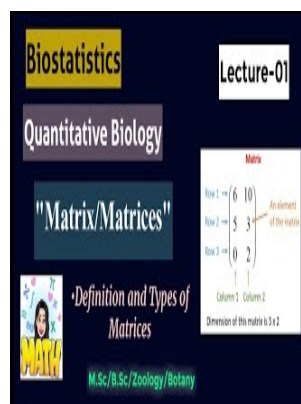 Biostatistics
Lecture-01
Quantitative Biology
"Matrix/Matrices"
Matrix
Row 1 → 6 10
An element
of the matrix
Row 2 → 5 3
Row 3 → 0 2
Column 1 Column 2
Dimension of this matrix is 3 x 2
•Definition and Types of
Matrices
MATH
M.Sc/B.Sc/Zoology/Botany